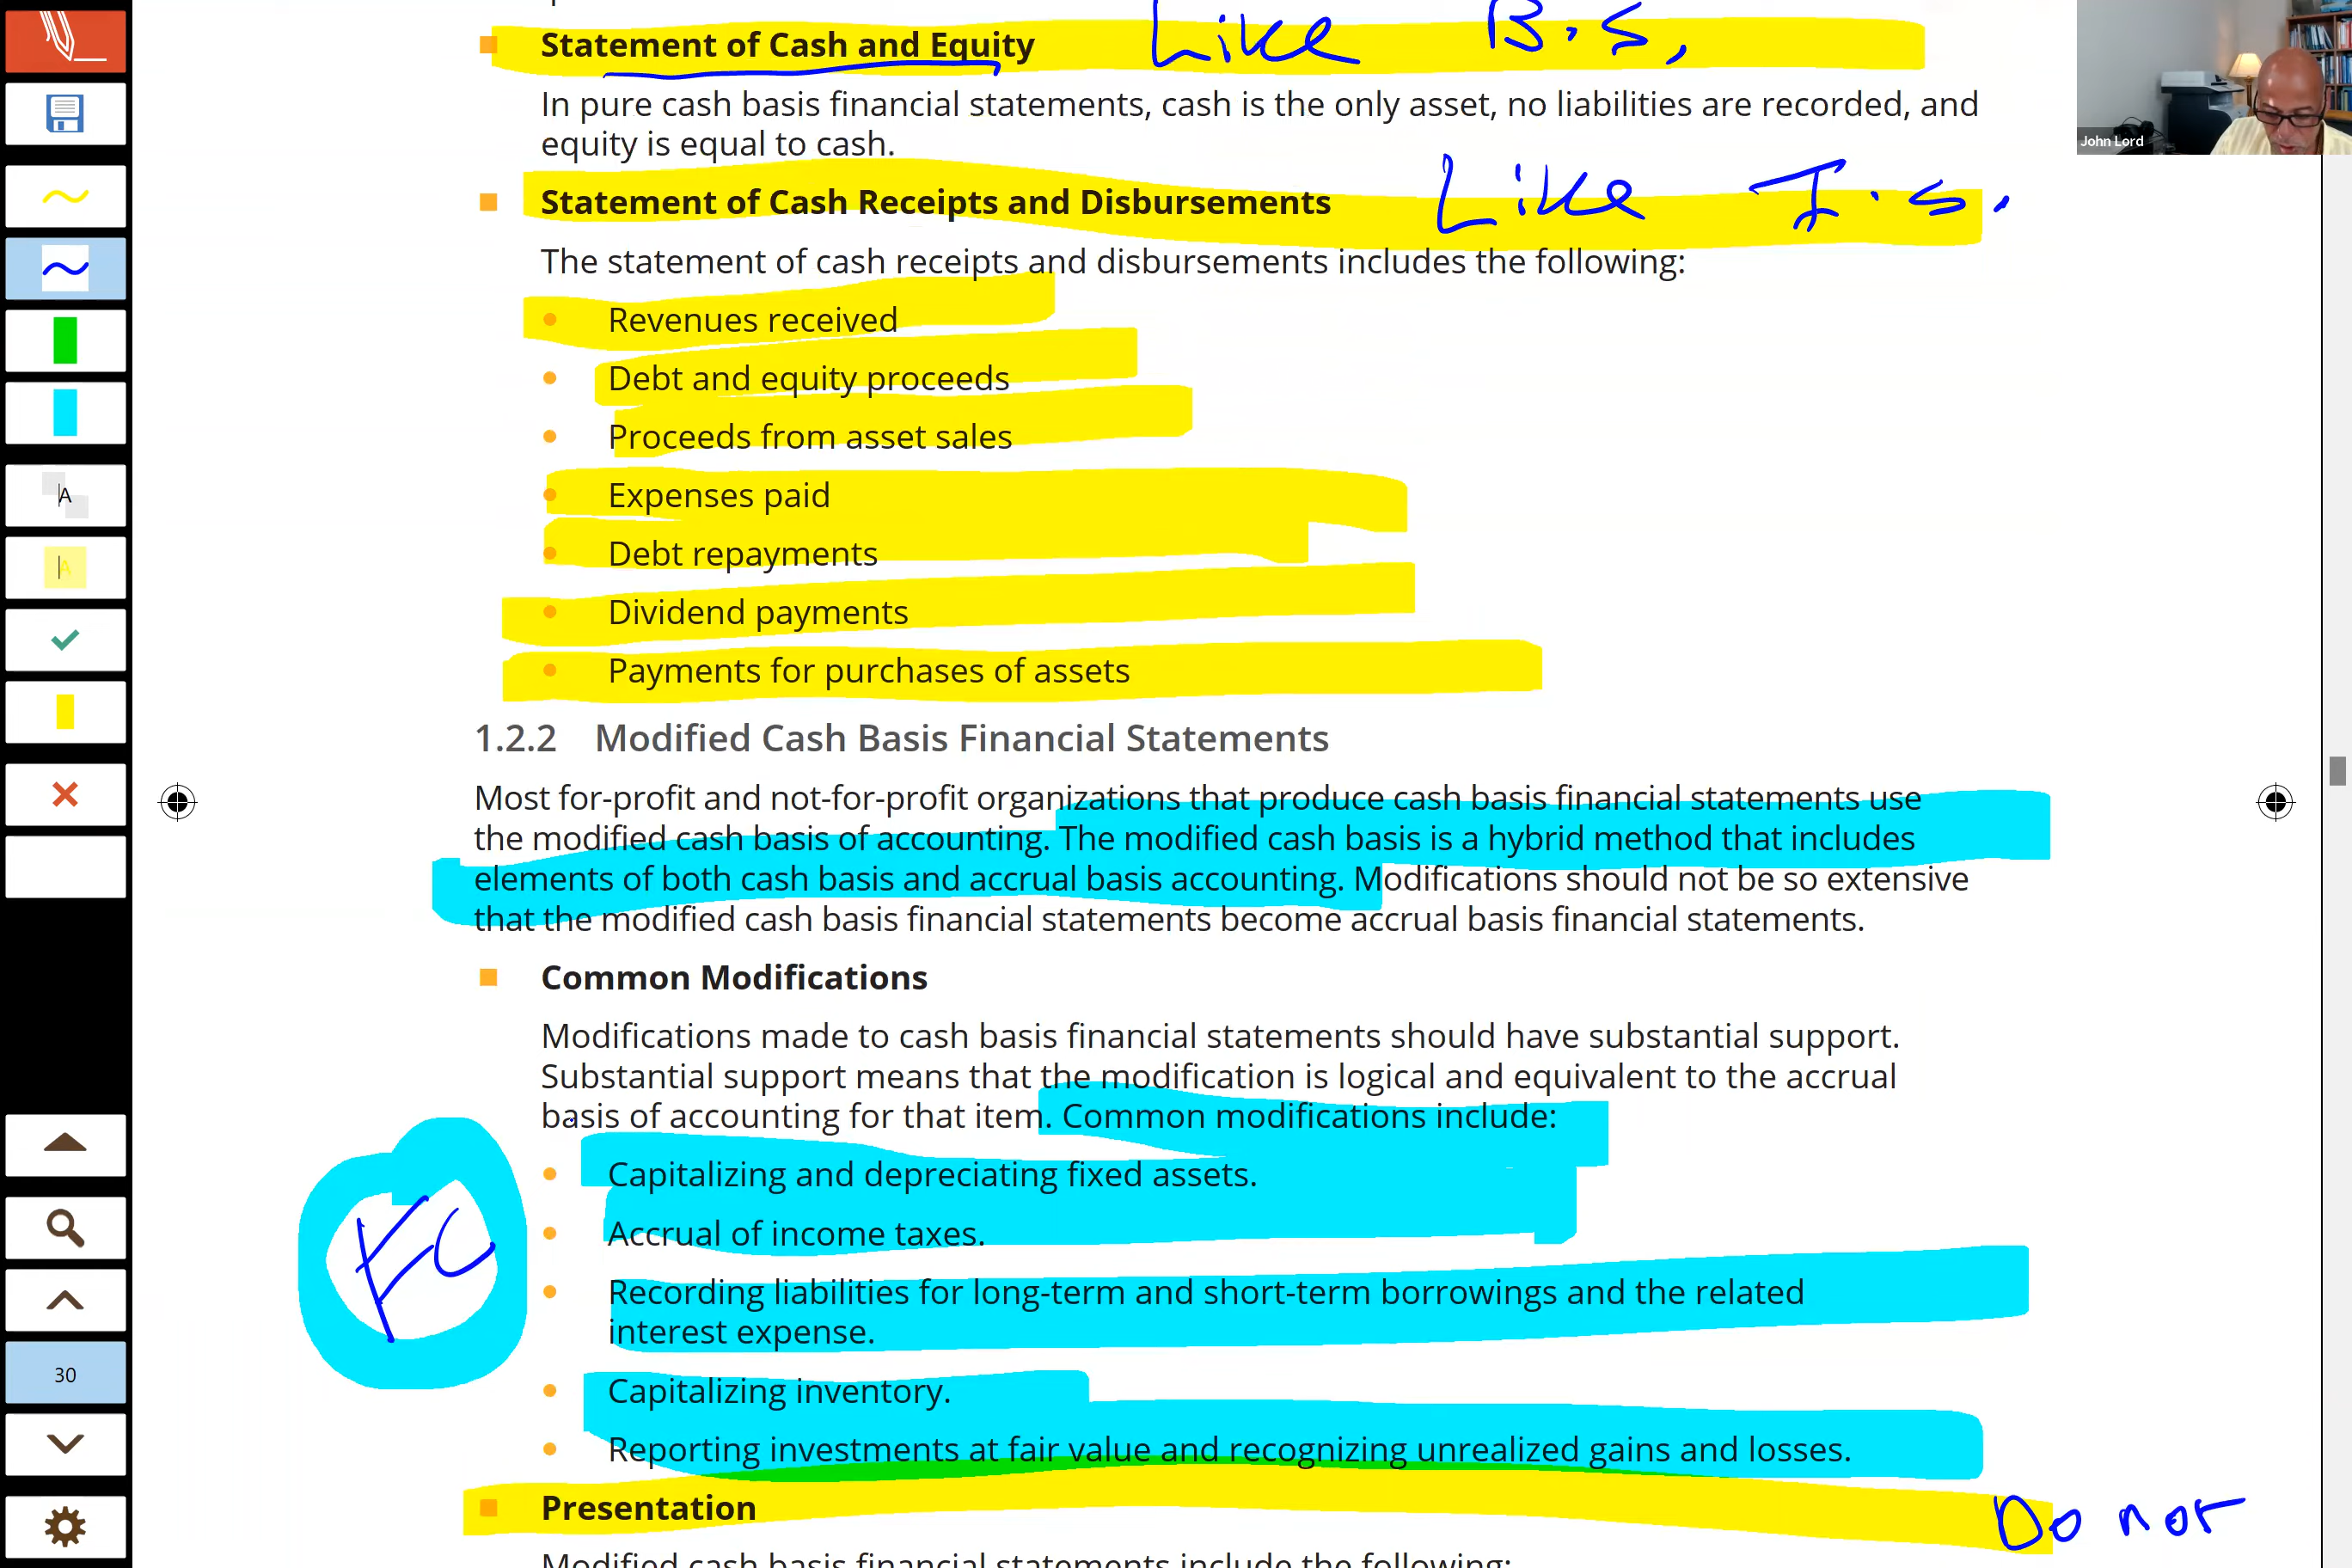 Statement of Cash and Equity Like B.S.
John Lord
In pure cash basis financial statements, cash is the only asset, no liabilities are recorded, and
equity is equal to cash.
Statement of Cash Receipts and Disbursements Like I.S.
The statement of cash receipts and disbursements includes the following:
Revenues received
Debt and equity proceeds
Proceeds from asset sales
Expenses paid
Debt repayments
Dividend payments
Payments for purchases of assets
1.2.2 Modified Cash Basis Financial Statements
Most for-profit and not-for-profit organizations that produce cash basis financial statements use
the modified cash basis of accounting. The modified cash basis is a hybrid method that includes
elements of both cash basis and accrual basis accounting. Modifications should not be so extensive
that the modified cash basis financial statements become accrual basis financial statements.
Common Modifications
Modifications made to cash basis financial statements should have substantial support.
Substantial support means that the modification is logical and equivalent to the accrual
basis of accounting for that item. Common modifications include:
Capitalizing and depreciating fixed assets.
Accrual of income taxes.
Recording liabilities for long-term and short-term borrowings and the related
interest expense.
Capitalizing inventory.
Reporting investments at fair value and recognizing unrealized gains and losses.
Presentation Do not
Modified cash basis financial statements include the following:
A
A
30